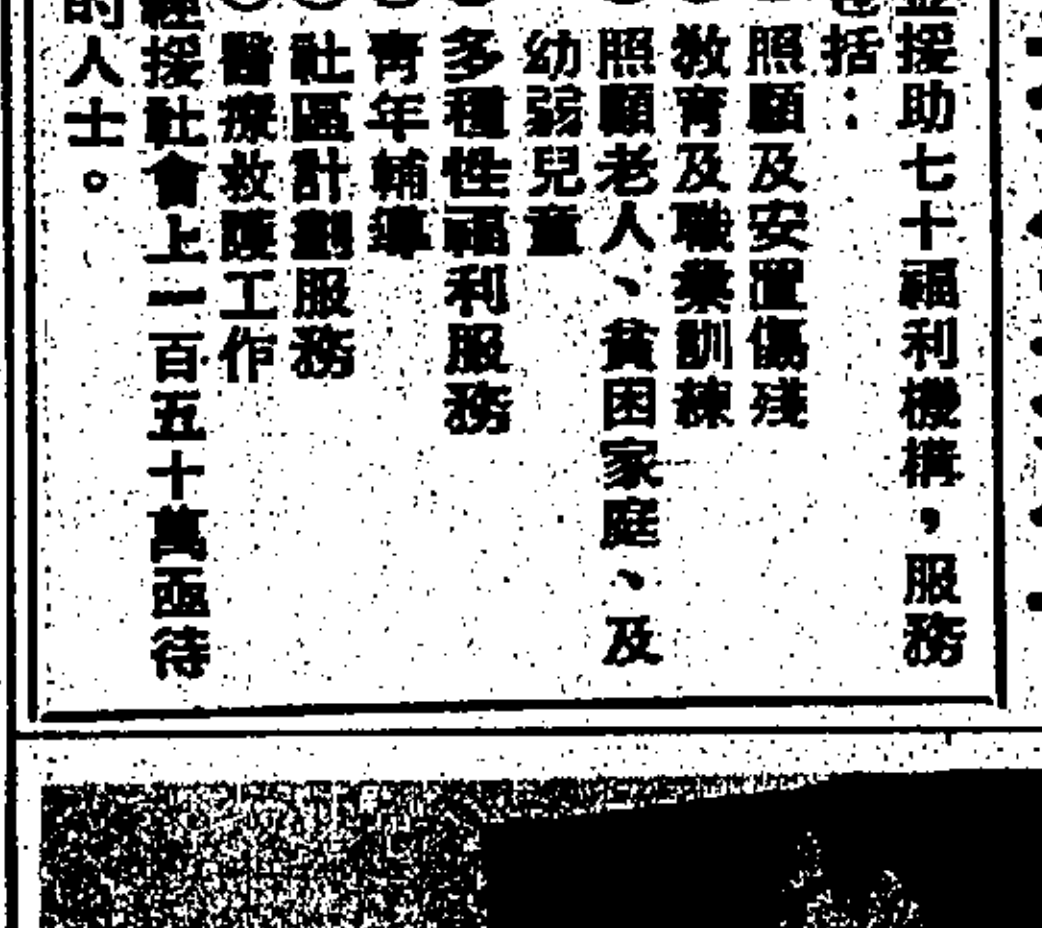 並援助七十福利機構，服務
包括：
照顧及安置傷殘
教育及職業訓練
照顧老人、貧困家庭、及
幼弱兒童
多種性福利服務
青年輔導
社區計劃服務
醫療救護工作
經援社會上一百五十萬亟待
的人士。